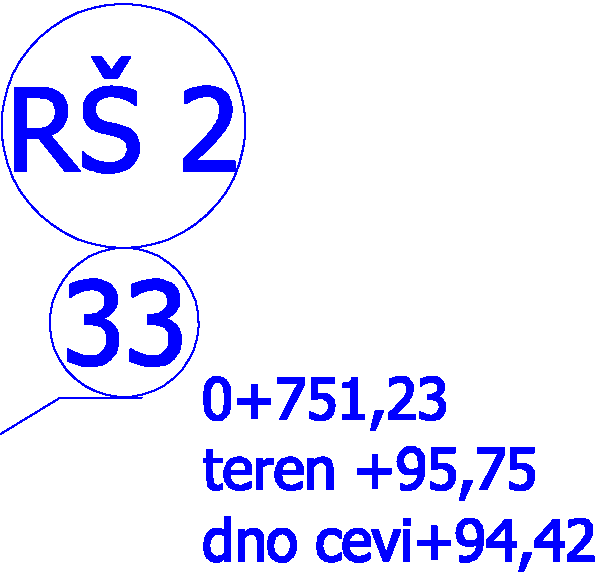 RŠ 2
33
0+751,23
teren +95,75
dno cevi+94,42